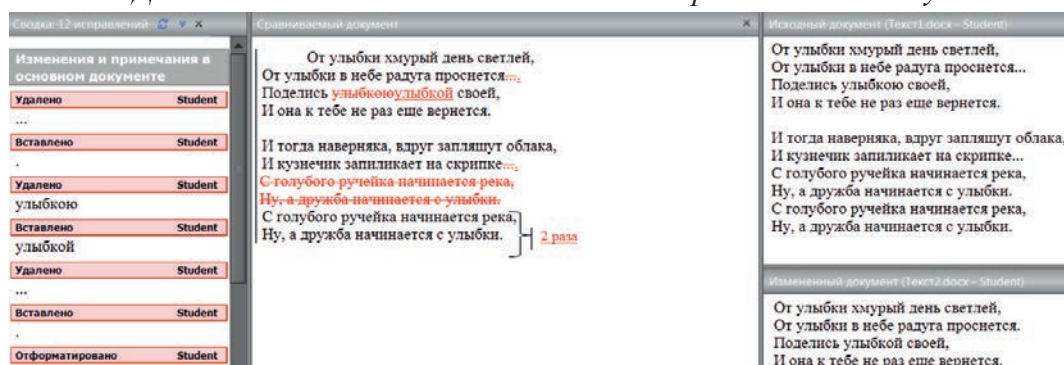 Сводка: 12 исправлений
Изменения и примечания в
основном документе
Удалено Student
...
Вставлено Student
.
Удалено Student
улыбкою
Вставлено Student
улыбкой
Удалено Student
...
Вставлено Student
.
Отформатировано Student
Сравниваемый документ
От улыбки хмурый день светлей,
От улыбки в небе радуга проснется....
Поделись улыбкоюулыбкой своей,
И она к тебе не раз еще вернется.
И тогда наверняка, вдруг запляшут облака,
И кузнечик запиликает на скрипке....
С голубого ручейка начинается река,
Ну, а дружба начинается с улыбки.
С голубого ручейка начинается река,
Ну, а дружба начинается с улыбки.
2 раза
Исходный документ (Текст1.docx – Student)
От улыбки хмурый день светлей,
От улыбки в небе радуга проснется...
Поделись улыбкою своей,
И она к тебе не раз еще вернется.
И тогда наверняка, вдруг запляшут облака,
И кузнечик запиликает на скрипке...
С голубого ручейка начинается река,
Ну, а дружба начинается с улыбки.
С голубого ручейка начинается река,
Ну, а дружба начинается с улыбки.
Измененный документ (Текст2.docx – Student)
От улыбки хмурый день светлей,
От улыбки в небе радуга проснется.
Поделись улыбкой своей,
И она к тебе не раз еще вернется.